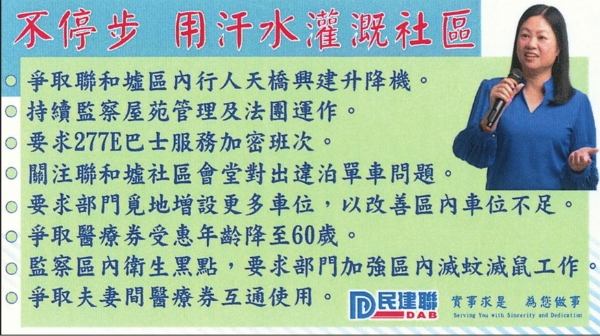 不停步 用汗水灌溉社區
爭取聯和墟區內行人天橋興建升降機。
持續監察屋苑管理及法團運作。
要求277E巴士服務加密班次。
關注聯和墟社區會堂對出違泊單車問題。
要求部門覓地增設更多車位，以改善區內車位不足。
爭取醫療券受惠年齡降至60歲。
監察區內衛生黑點，要求部門加強區內滅蚊滅鼠工作。
爭取夫妻間醫療券互通使用。
民建聯 DAB
實事求是 為您做事
Serving You with Sincerity and Dedication